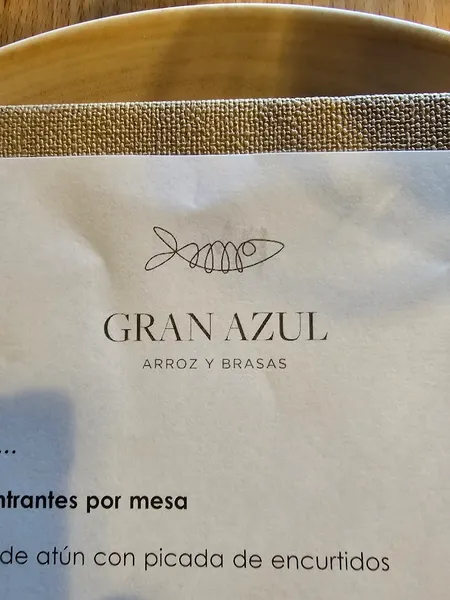 GRAN AZUL
ARROZ Y BRASAS
...
ntrantes por mesa
de atún con picada de encurtidos